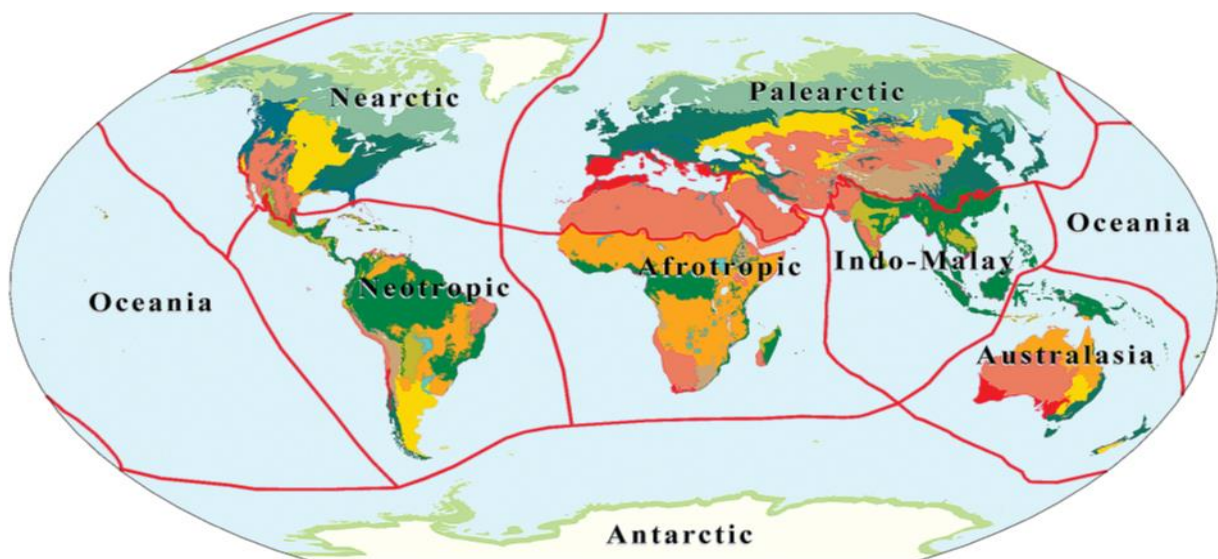 Nearctic
Palearctic
Oceania
Afrotropic
Indo-Malay
Neotropic
Oceania
Australasia
Antarctic